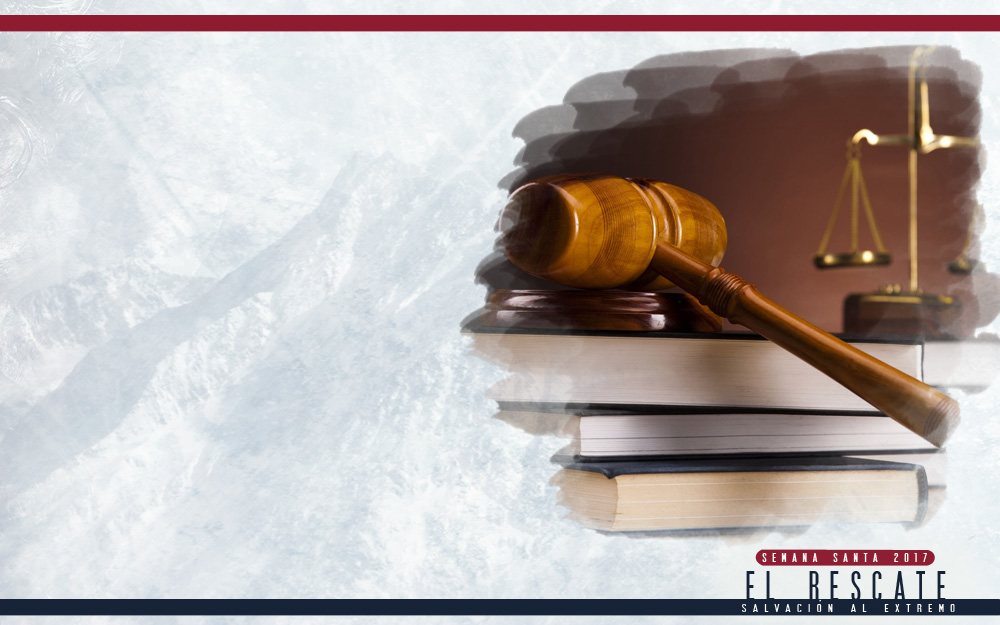 SEMANA SANTA 2017
EL RESCATE
SALVACIÓN AL EXTREMO